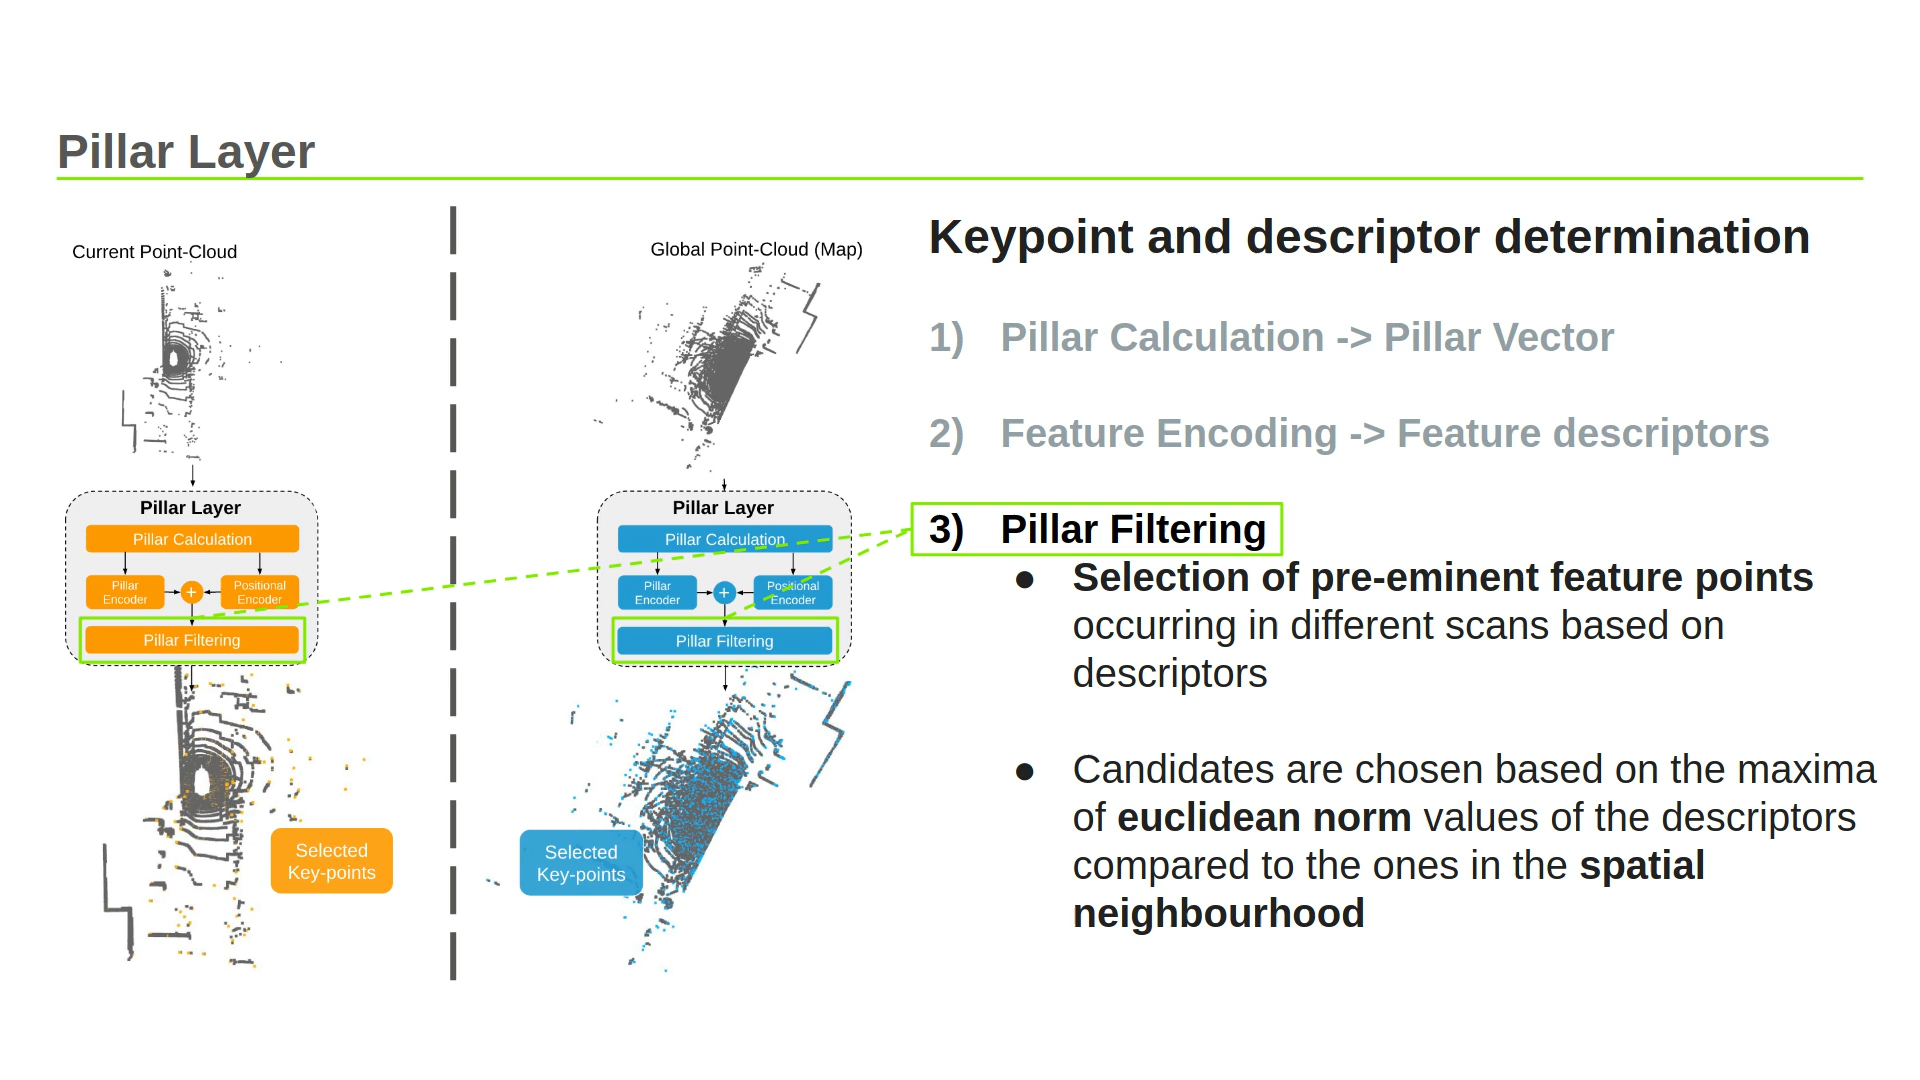 Pillar Layer
Current Point-Cloud
Global Point-Cloud (Map)
Pillar Layer
Pillar Calculation
Pillar
Encoder
+
Positional
Encoder
Pillar Filtering
Selected
Key-points
Pillar Layer
Pillar Calculation
Pillar
Encoder
+
Positional
Encoder
Pillar Filtering
Selected
Key-points
Keypoint and descriptor determination
1) Pillar Calculation -> Pillar Vector
2) Feature Encoding -> Feature descriptors
3) Pillar Filtering
● Selection of pre-eminent feature points
occurring in different scans based on
descriptors
● Candidates are chosen based on the maxima
of euclidean norm values of the descriptors
compared to the ones in the spatial
neighbourhood